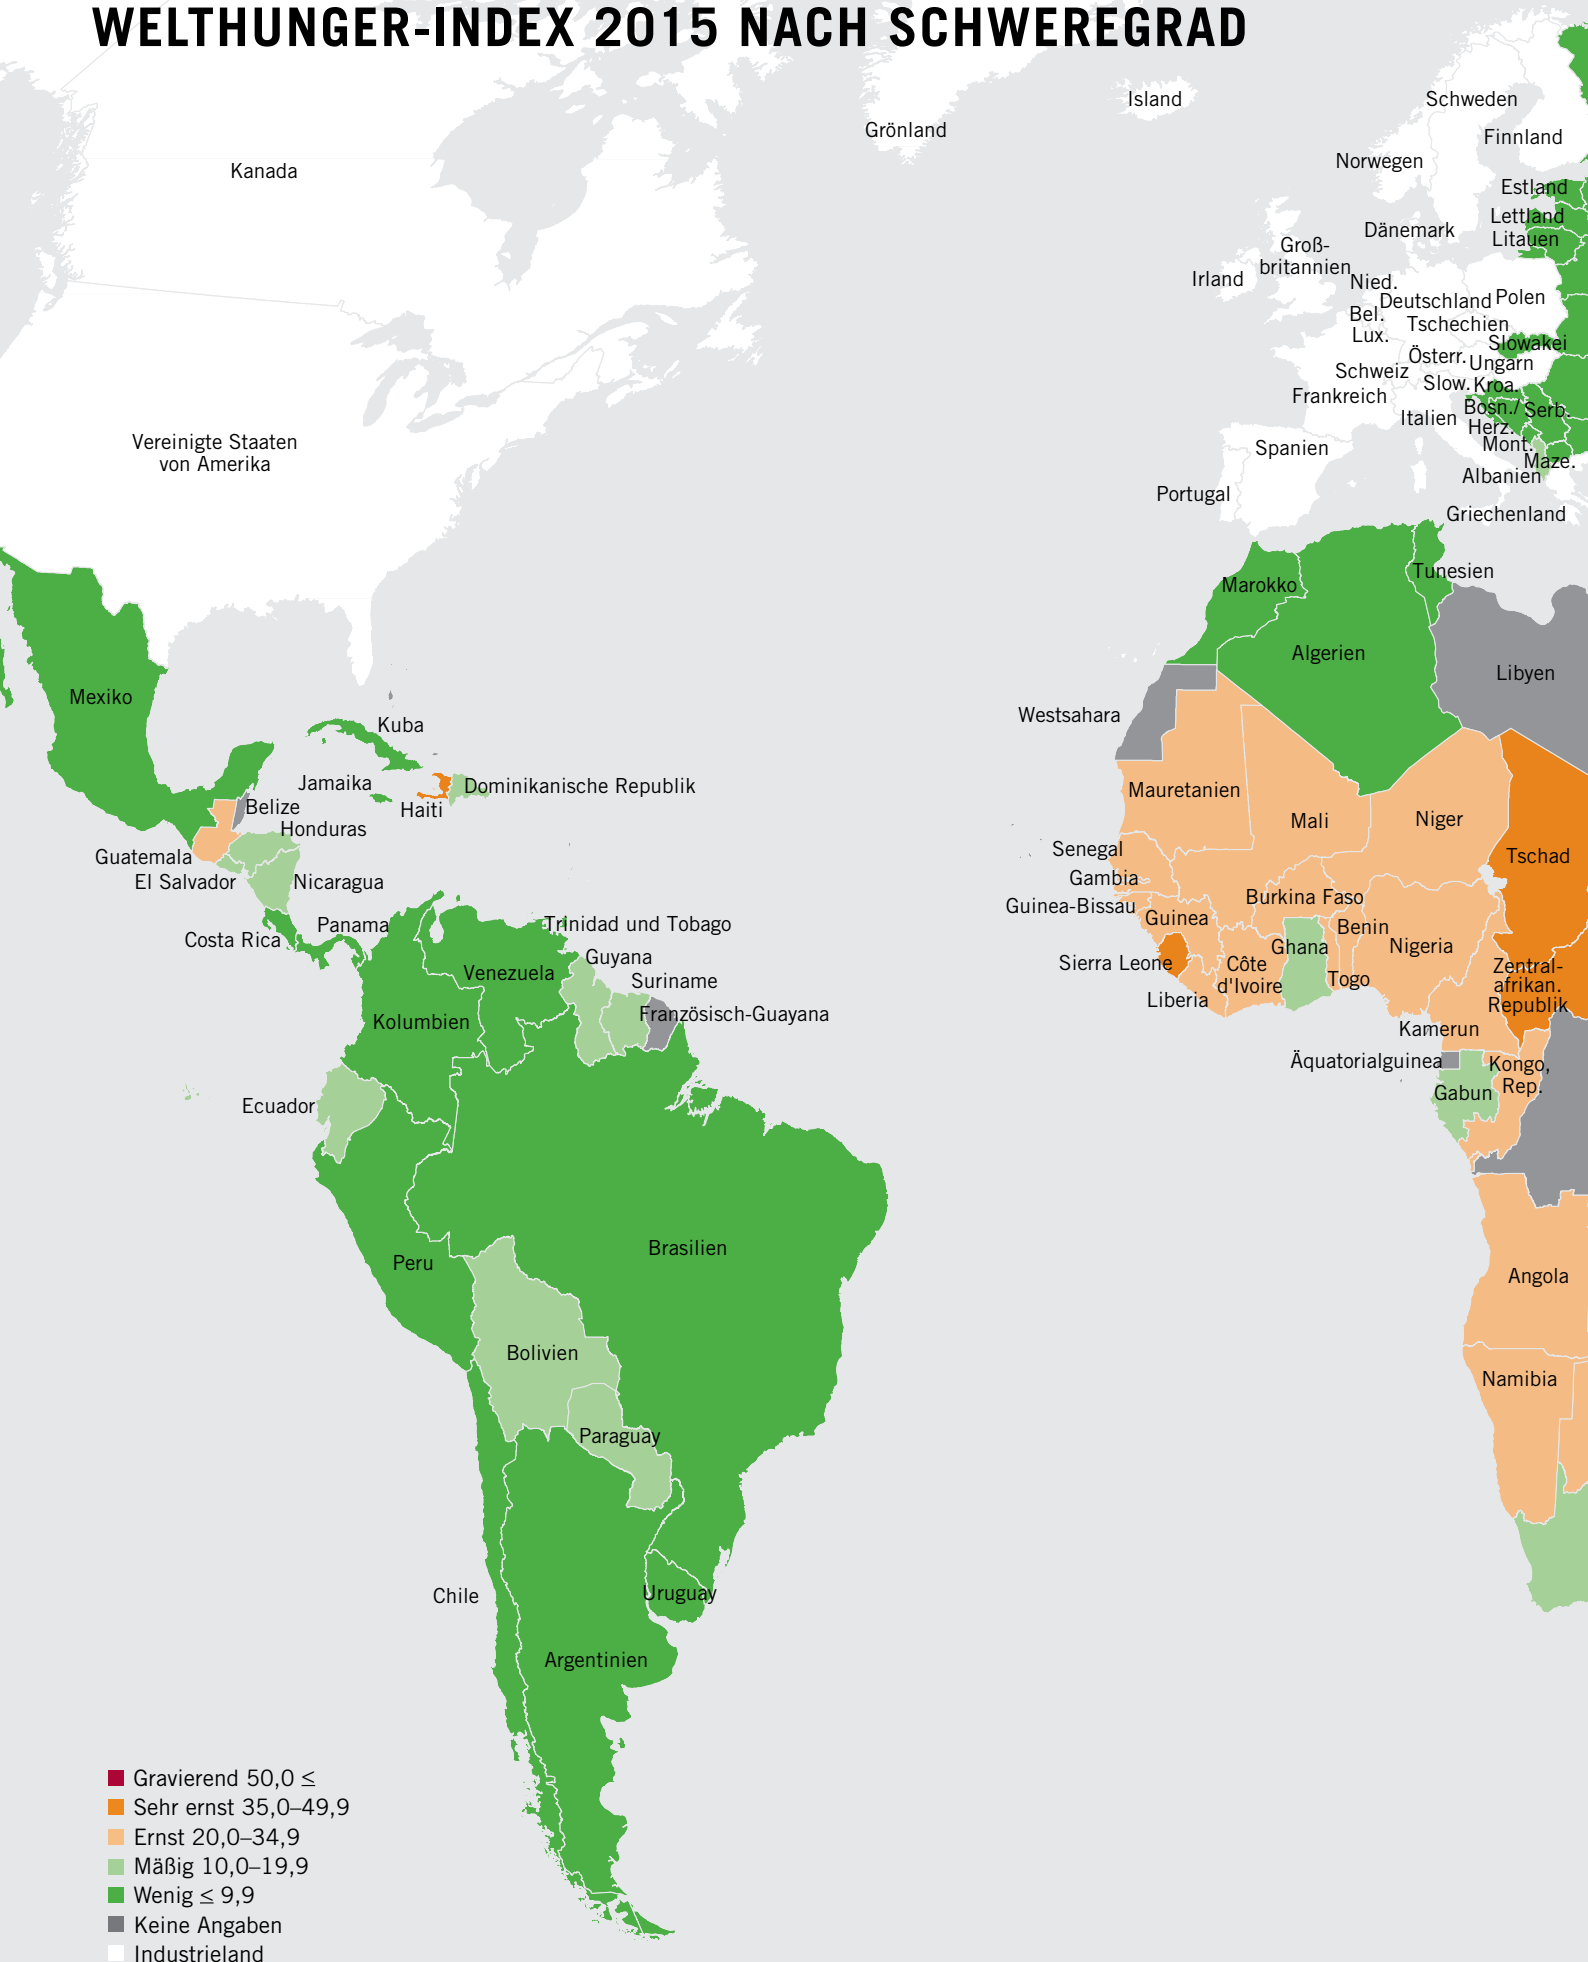 WELTHUNGER-INDEX 2015 NACH SCHWEREGRAD
Island
Schweden
Grönland
Finnland
Norwegen
Kanada
Estland
Lettland
Dänemark
Litauen
Groß-
britannien
Irland
Nied.
Deutschland
Polen
Bel.
Tschechien
Lux.
Slowakei
Österr.
Ungarn
Schweiz
Slow.
Kroa.
Frankreich
Bosn./
Herz.
Serb.
Italien
Vereinigte Staaten
von Amerika
Mont.
Spanien
Maze.
Albanien
Portugal
Griechenland
Tunesien
Marokko
Algerien
Libyen
Mexiko
Westsahara
Kuba
Jamaika
Dominikanische Republik
Haiti
Belize
Honduras
Guatemala
El Salvador
Nicaragua
Mauretanien
Mali
Niger
Senegal
Tschad
Gambia
Burkina Faso
Guinea-Bissau
Guinea
Panama
Costa Rica
Trinidad und Tobago
Benin
Ghana
Nigeria
Guyana
Sierra Leone
Côte
d'Ivoire
Venezuela
Suriname
Togo
Zentral-
afrikan.
Republik
Liberia
Französisch-Guayana
Kolumbien
Kamerun
Äquatorialguinea
Kongo,
Rep.
Gabun
Ecuador
Brasilien
Peru
Angola
Bolivien
Namibia
Paraguay
Chile
Uruguay
Argentinien
Gravierend 50,0 ≤
Sehr ernst 35,0–49,9
Ernst 20,0–34,9
Mäßig 10,0–19,9
Wenig ≤ 9,9
Keine Angaben
Industrieland